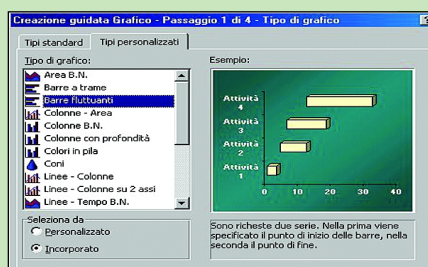 Creazione guidata Grafico - Passaggio 1 di 4 - Tipo di grafico
?
Tipi standard
Tipi personalizzati
Tipo di grafico:
Area B.N.
Barre a trame
Barre fluttuanti
Colonne - Area
Colonne B.N.
Colonne con profondità
Colori in pila
Coni
Linee - Colonne
Linee - Colonne su 2 assi
Linee - Tempo B.N.
Seleziona da
Personalizzato
Incorporato
Esempio:
Attività
4
Attività
3
Attività
2
Attività
1
0 10 20 30 40
Sono richieste due serie. Nella prima viene
specificato il punto di inizio delle barre, nella
seconda il punto di fine.